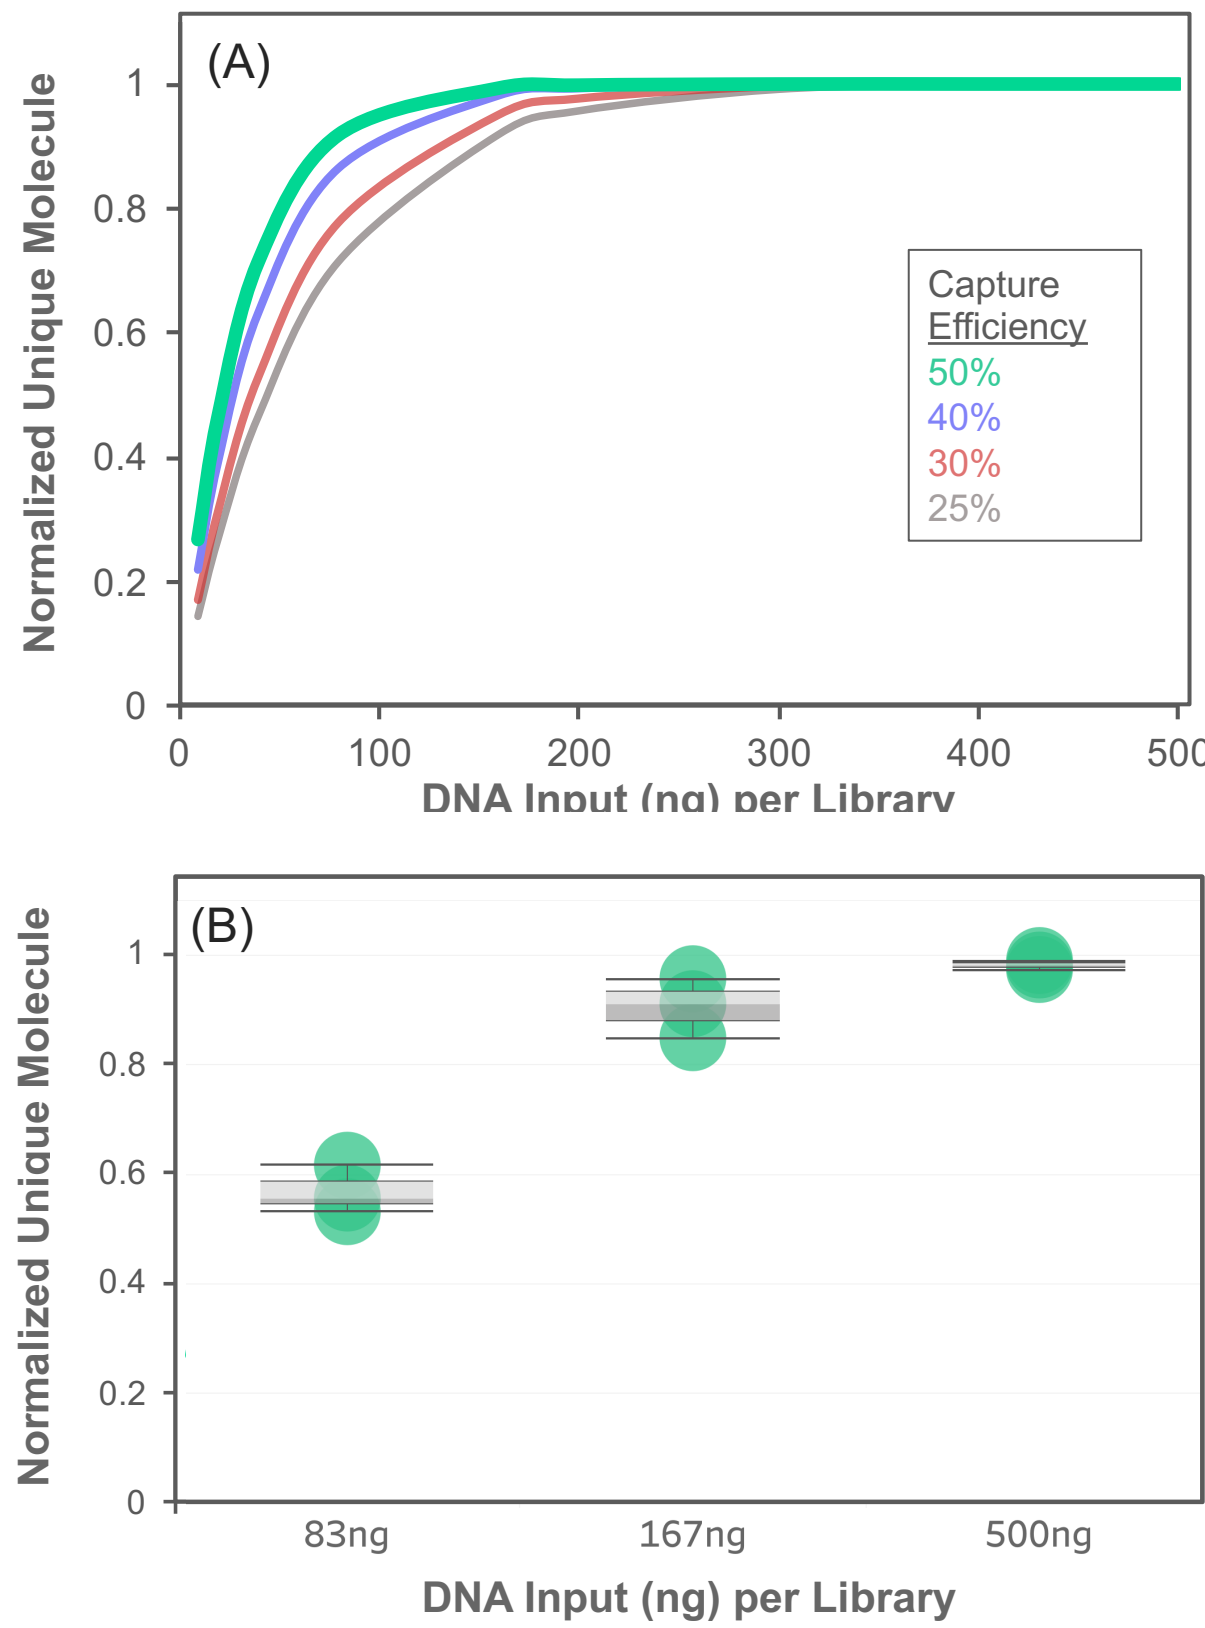 (A)
Normalized Unique Molecule
1
0.8
0.6
0.4
0.2
0
Capture
Efficiency
50%
40%
30%
25%
0 100 200 300 400 500
DNA Input (ng) per Library
(B)
Normalized Unique Molecule
1
0.8
0.6
0.4
0.2
0
83ng 167ng 500ng
DNA Input (ng) per Library